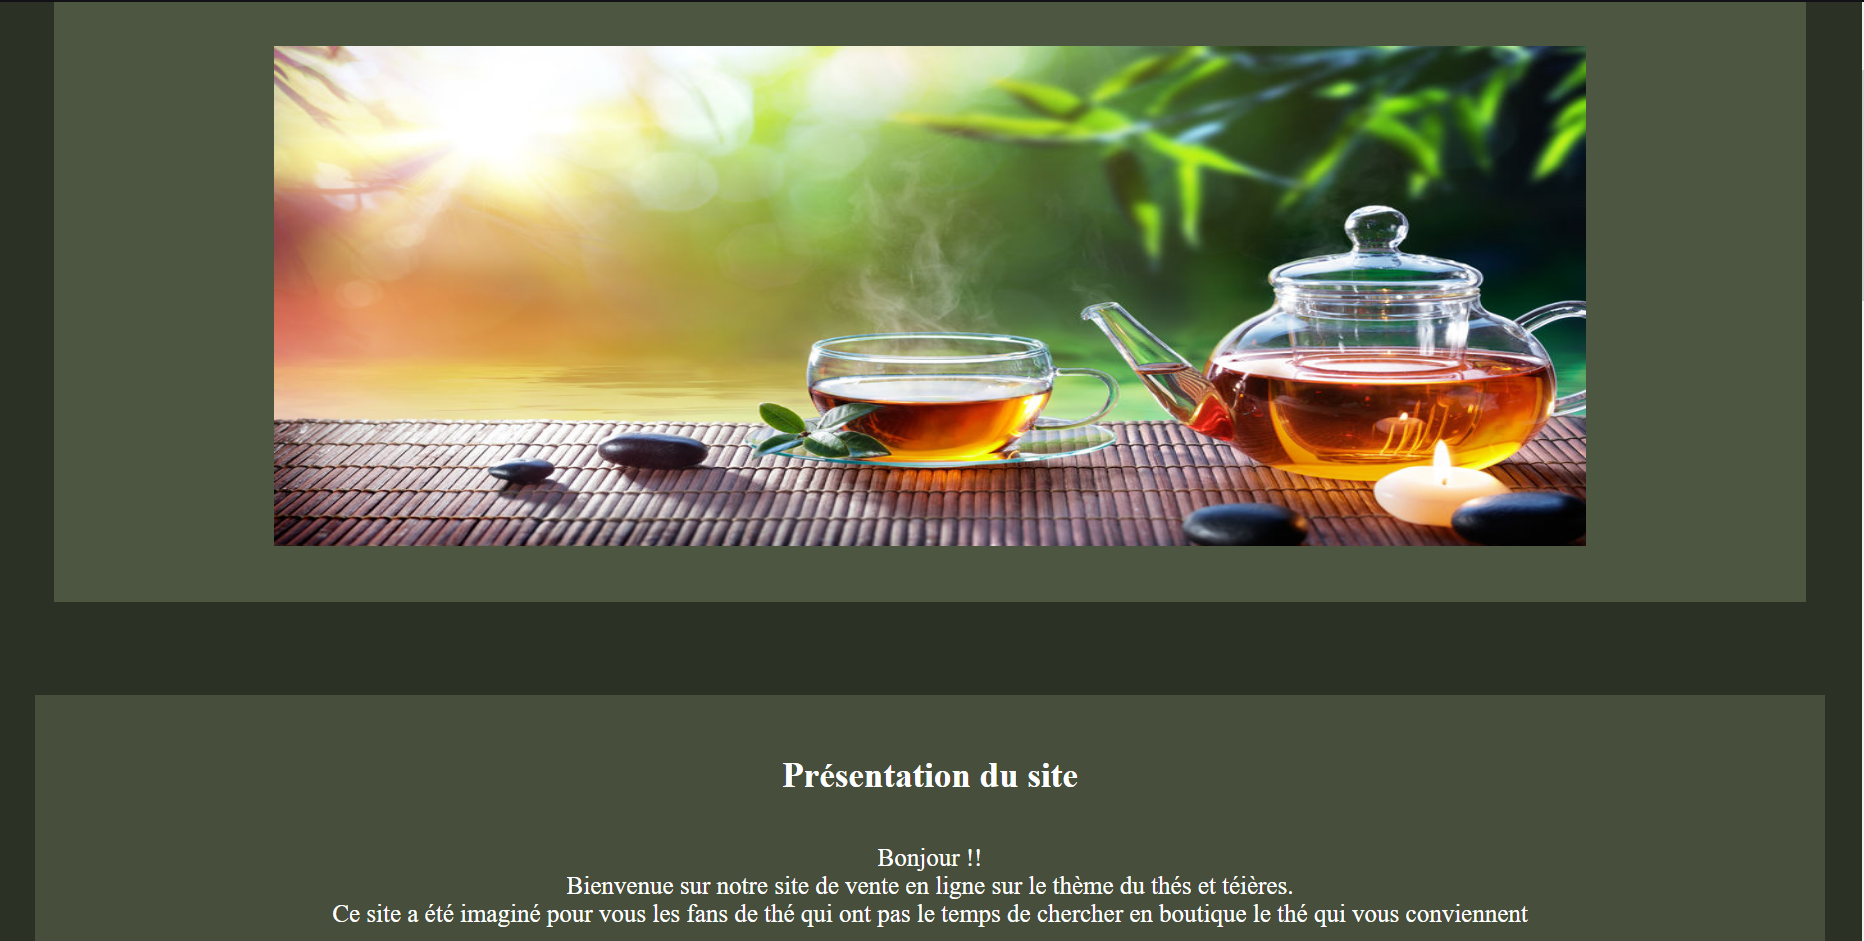 Présentation du site
Bonjour !!
Bienvenue sur notre site de vente en ligne sur le thème du thés et téières.
Ce site a été imaginé pour vous les fans de thé qui ont pas le temps de chercher en boutique le thé qui vous conviennent